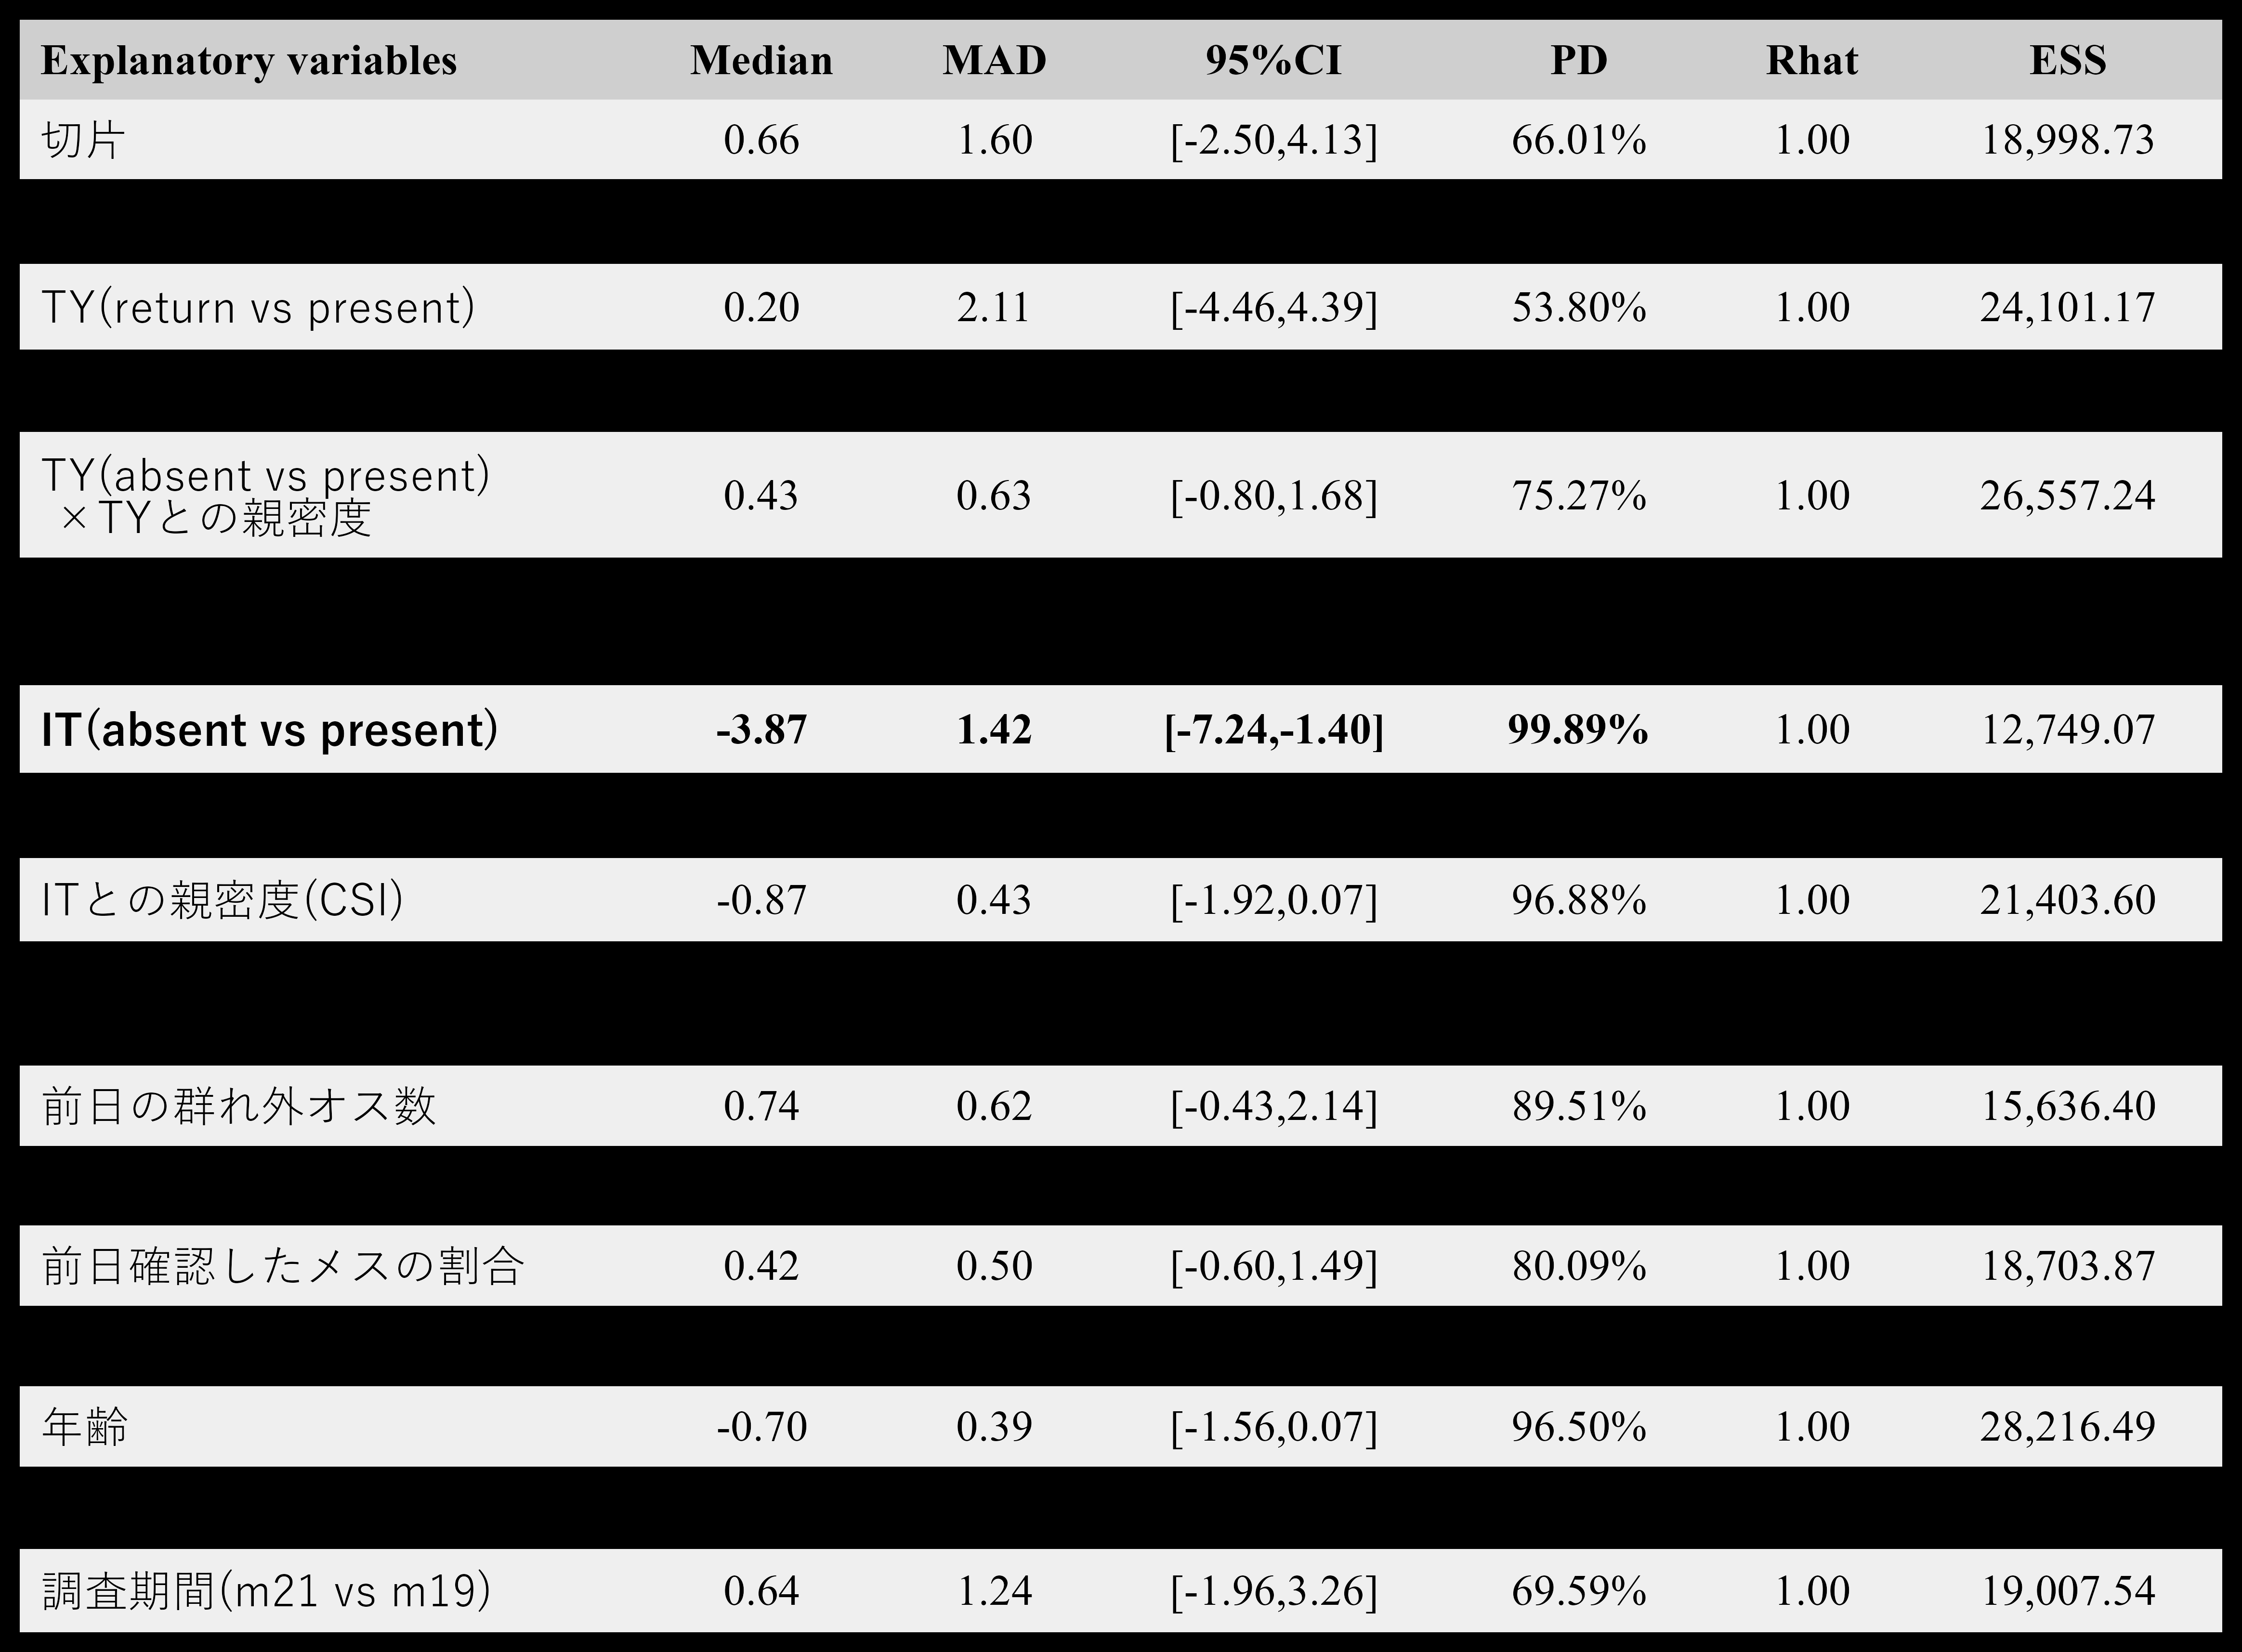 Explanatory variables Median MAD 95%CI PD Rhat ESS
切片 0.66 1.60 [-2.50,4.13] 66.01% 1.00 18,998.73
TY(return vs present) 0.20 2.11 [-4.46,4.39] 53.80% 1.00 24,101.17
TY(absent vs present)
×TYとの親密度 0.43 0.63 [-0.80,1.68] 75.27% 1.00 26,557.24
IT(absent vs present) -3.87 1.42 [-7.24,-1.40] 99.89% 1.00 12,749.07
ITとの親密度(CSI) -0.87 0.43 [-1.92,0.07] 96.88% 1.00 21,403.60
前日の群れ外オス数 0.74 0.62 [-0.43,2.14] 89.51% 1.00 15,636.40
前日確認したメスの割合 0.42 0.50 [-0.60,1.49] 80.09% 1.00 18,703.87
年齢 -0.70 0.39 [-1.56,0.07] 96.50% 1.00 28,216.49
調査期間(m21 vs m19) 0.64 1.24 [-1.96,3.26] 69.59% 1.00 19,007.54